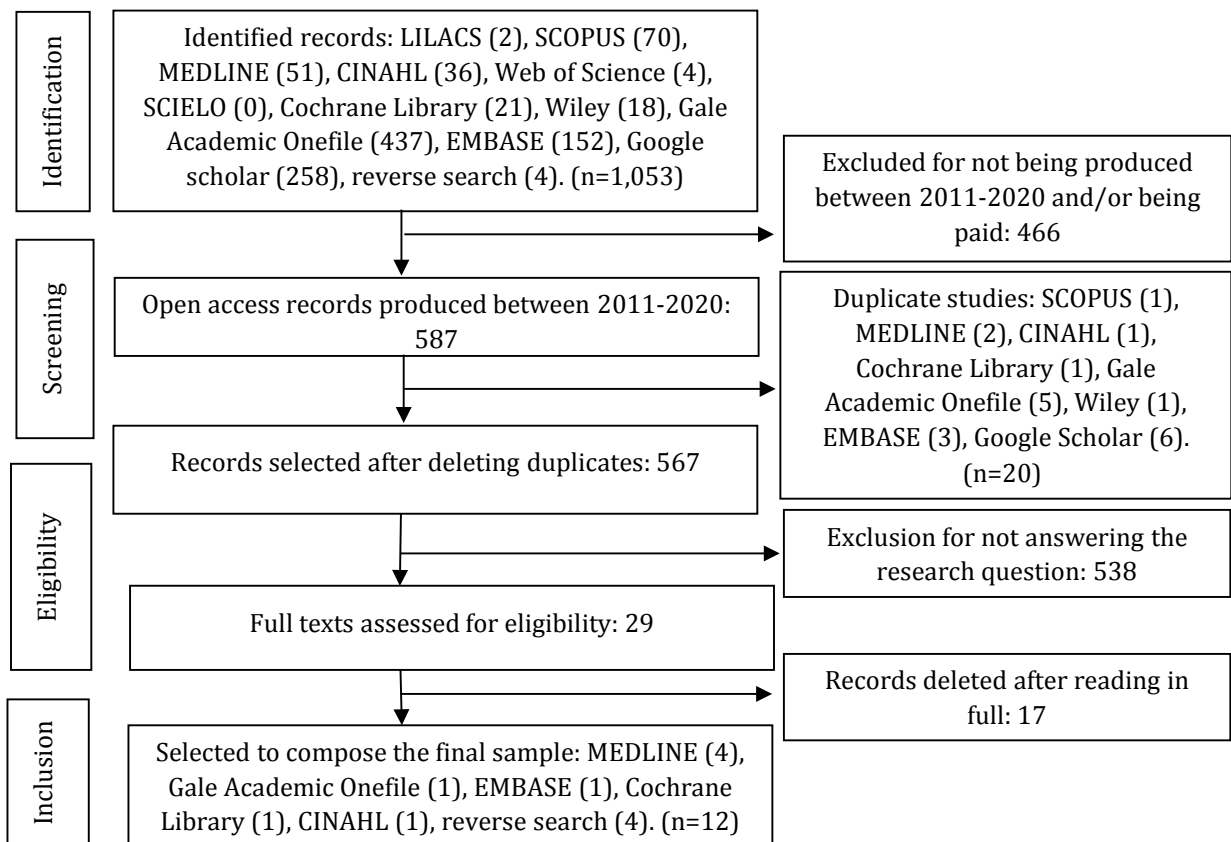 Identification
Identified records: LILACS (2), SCOPUS (70),
MEDLINE (51), CINAHL (36), Web of Science (4),
SCIELO (0), Cochrane Library (21), Wiley (18), Gale
Academic Onefile (437), EMBASE (152), Google
scholar (258), reverse search (4). (n=1,053)
Excluded for not being produced
between 2011-2020 and/or being
paid: 466
Screening
Open access records produced between 2011-2020:
587
Duplicate studies: SCOPUS (1),
MEDLINE (2), CINAHL (1),
Cochrane Library (1), Gale
Academic Onefile (5), Wiley (1),
EMBASE (3), Google Scholar (6).
(n=20)
Records selected after deleting duplicates: 567
Eligibility
Exclusion for not answering the
research question: 538
Full texts assessed for eligibility: 29
Records deleted after reading in
full: 17
Inclusion
Selected to compose the final sample: MEDLINE (4),
Gale Academic Onefile (1), EMBASE (1), Cochrane
Library (1), CINAHL (1), reverse search (4). (n=12)